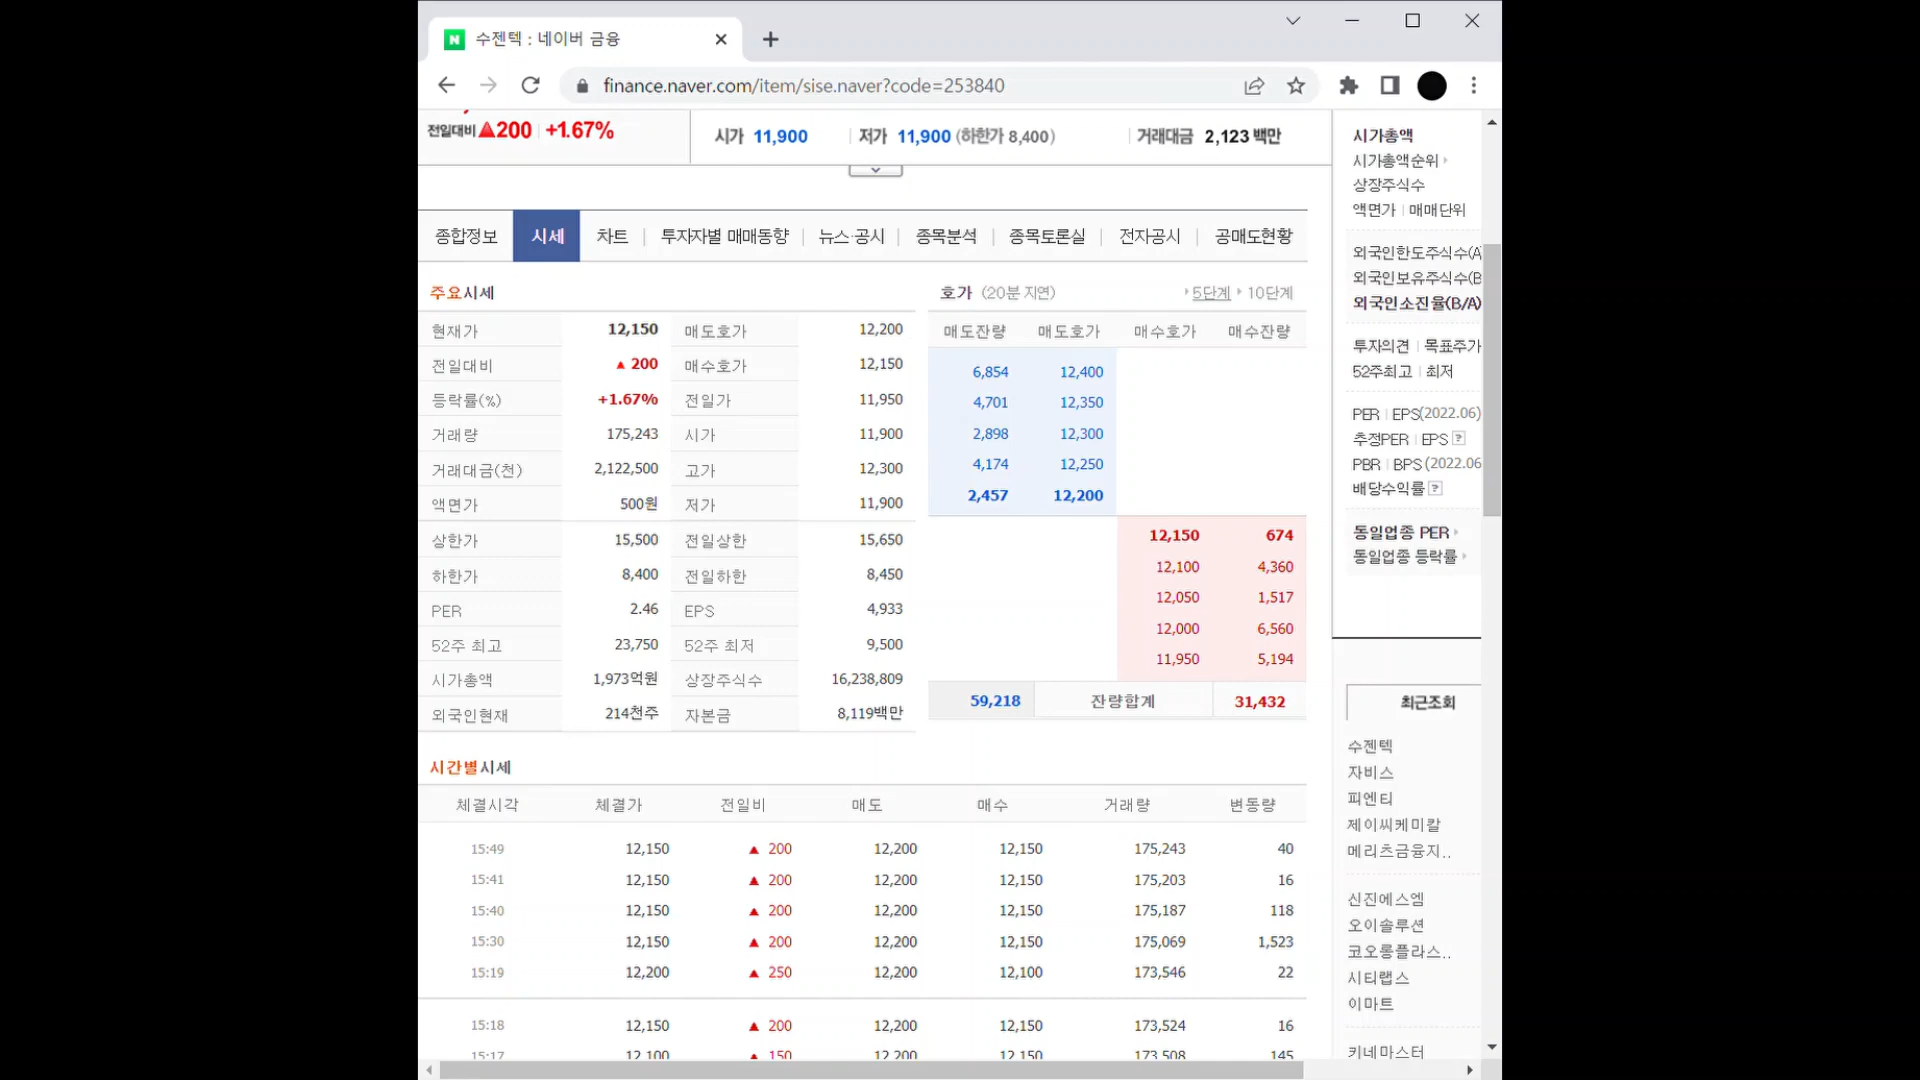 수젠텍 : 네이버 금융
finance.naver.com/item/sise.naver?code=253840
전일대비 ▲200 +1.67%
시가 11,900 저가 11,900 (하한가 8,400) 거래대금 2,123 백만
종합정보 시세 차트 투자자별 매매동향 뉴스·공시 종목분석 종목토론실 전자공시 공매도현황
주요시세
현재가 12,150 매도호가 12,200
전일대비 ▲ 200 매수호가 12,150
등락률(%) +1.67% 전일가 11,950
거래량 175,243 시가 11,900
거래대금(천) 2,122,500 고가 12,300
액면가 500원 저가 11,900
상한가 15,500 전일상한 15,650
하한가 8,400 전일하한 8,450
PER 2.46 EPS 4,933
52주 최고 23,750 52주 최저 9,500
시가총액 1,973억원 상장주식수 16,238,809
외국인현재 214천주 자본금 8,119백만
호가 (20분 지연) 5단계 10단계
매도잔량 매도호가 매수호가 매수잔량
6,854 12,400
4,701 12,350
2,898 12,300
4,174 12,250
2,457 12,200
12,150 674
12,100 4,360
12,050 1,517
12,000 6,560
11,950 5,194
59,218 잔량합계 31,432
시간별시세
체결시각 체결가 전일비 매도 매수 거래량 변동량
15:49 12,150 ▲ 200 12,200 12,150 175,243 40
15:41 12,150 ▲ 200 12,200 12,150 175,203 16
15:40 12,150 ▲ 200 12,200 12,150 175,187 118
15:30 12,150 ▲ 200 12,200 12,150 175,069 1,523
15:19 12,200 ▲ 250 12,200 12,100 173,546 22
15:18 12,150 ▲ 200 12,200 12,150 173,524 16
15:17 12,100 ▲ 150 12,200 12,150 173,508 145
시가총액
시가총액순위
상장주식수
액면가 매매단위
외국인한도주식수(A
외국인보유주식수(B
외국인소진율(B/A)
투자의견 목표주가
52주최고 최저
PER EPS(2022.06)
추정PER EPS ?
PBR BPS (2022.06
배당수익률 ?
동일업종 PER
동일업종 등락률
최근조회
수젠텍
자비스
피엔티
제이씨케미칼
메리츠금융지..
신진에스엠
오이솔루션
코오롱플라스..
시티랩스
이마트
키네마스터